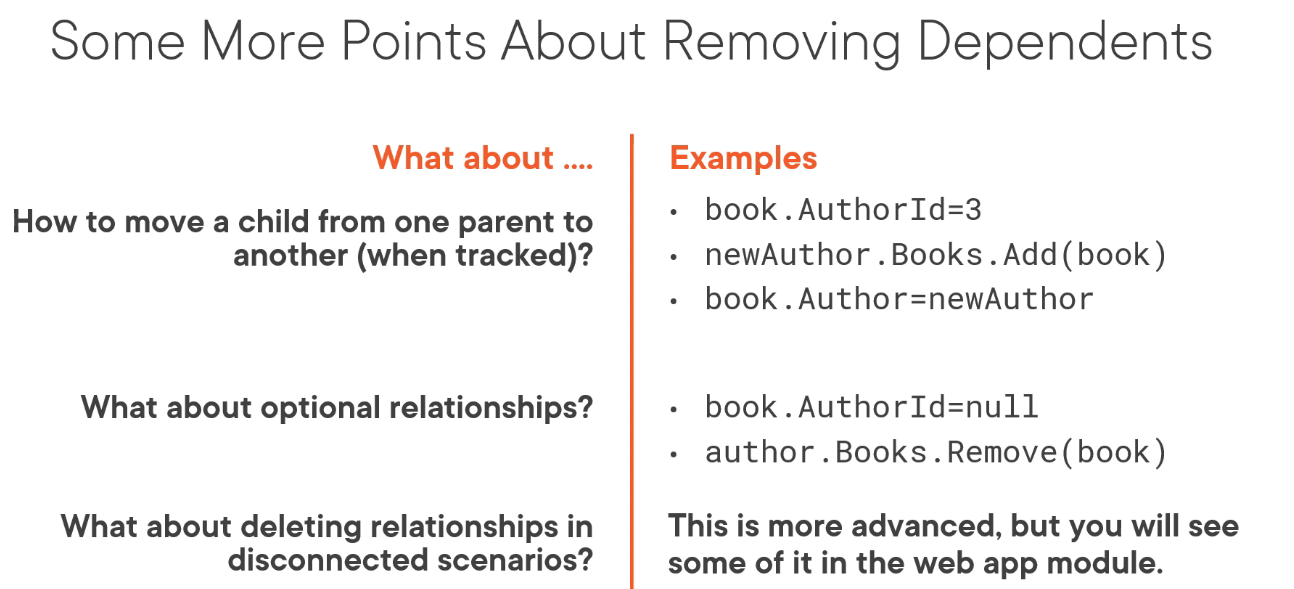 Some More Points About Removing Dependents
What about ....
How to move a child from one parent to
another (when tracked)?
What about optional relationships?
What about deleting relationships in
disconnected scenarios?
Examples
• book.AuthorId=3
• newAuthor.Books.Add(book)
• book.Author=newAuthor
• book.AuthorId=null
• author.Books.Remove(book)
This is more advanced, but you will see
some of it in the web app module.